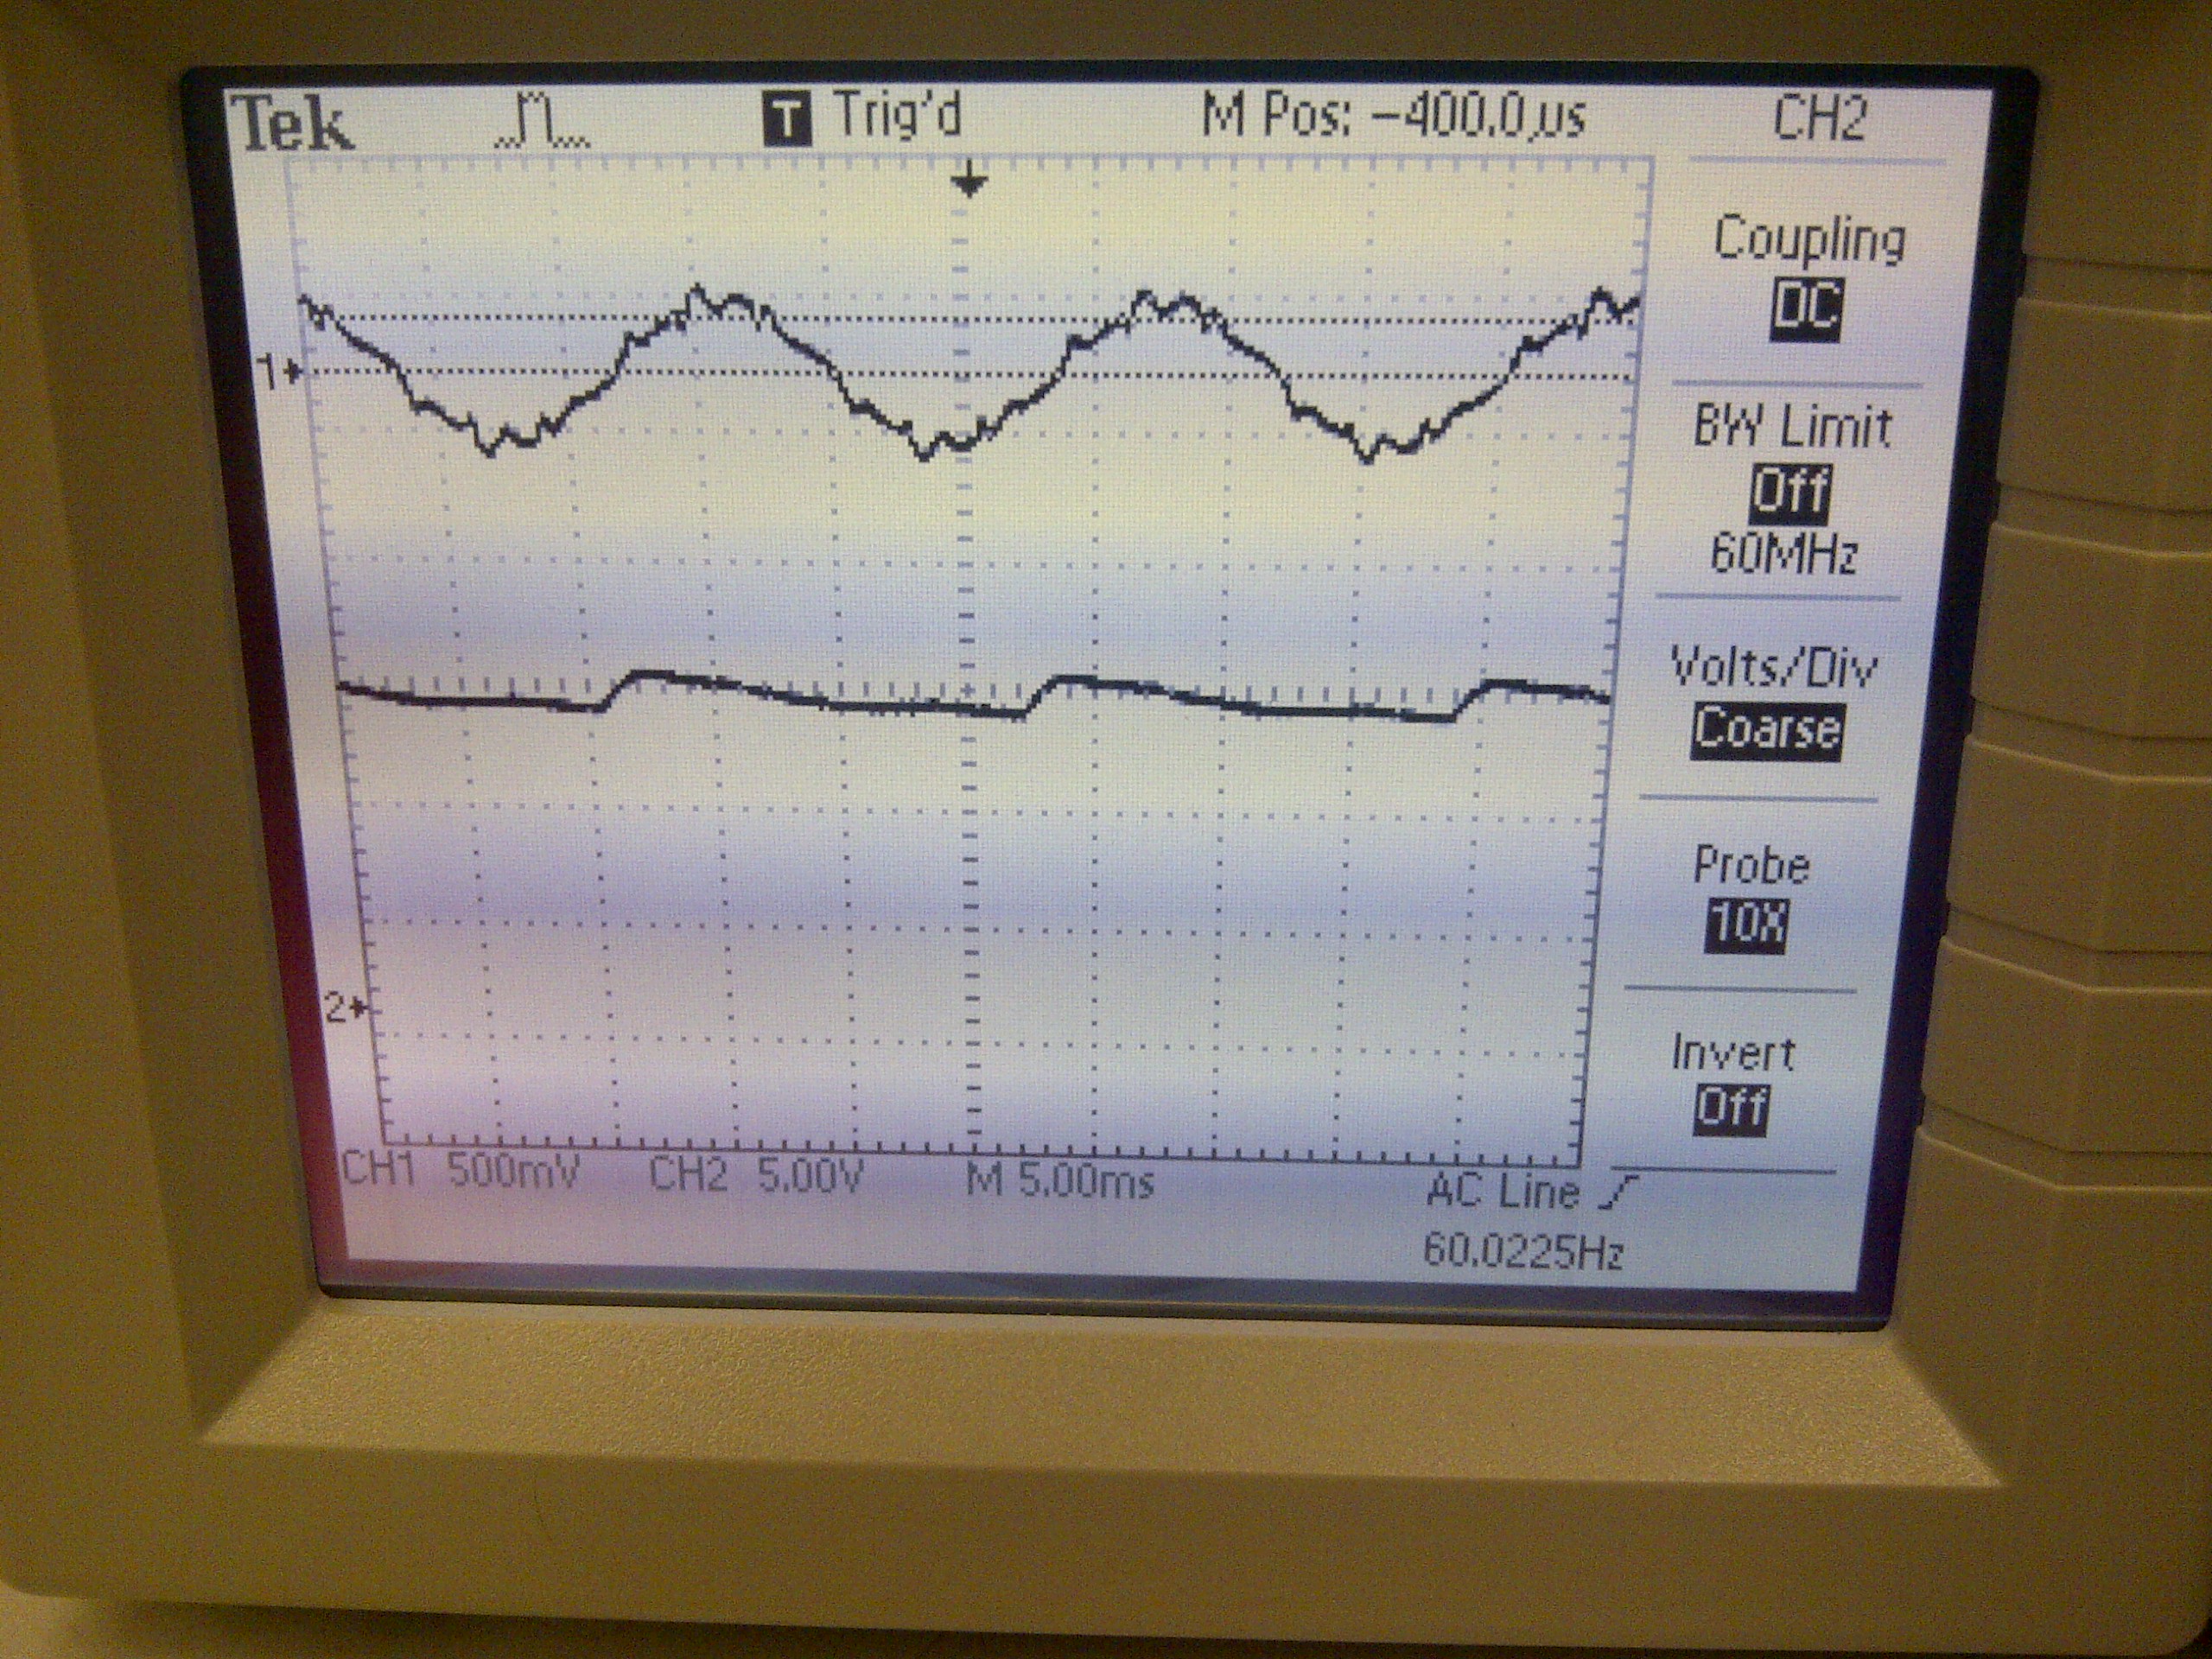 Tek T Trig'd M Pos: -400.0µs CH2
Coupling
DC
1
BW Limit
Off
60MHz
Volts/Div
Coarse
Probe
10X
2
Invert
Off
CH1 500mV CH2 5.00V M 5.00ms AC Line
60.0225Hz